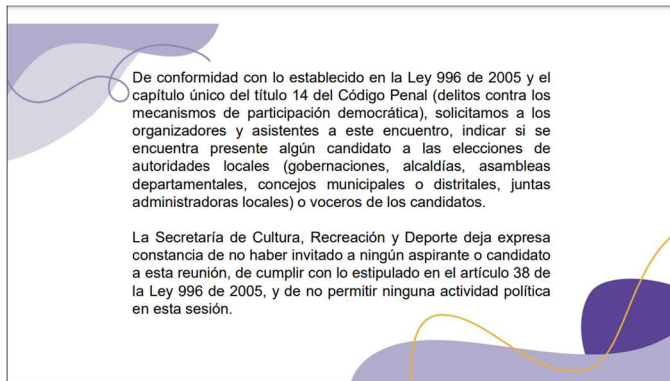 De conformidad con lo establecido en la Ley 996 de 2005 y el
capítulo único del título 14 del Código Penal (delitos contra los
mecanismos de participación democrática), solicitamos a los
organizadores y asistentes a este encuentro, indicar si se
encuentra presente algún candidato a las elecciones de
autoridades locales (gobernaciones, alcaldías, asambleas
departamentales, concejos municipales o distritales, juntas
administradoras locales) o voceros de los candidatos.
La Secretaría de Cultura, Recreación y Deporte deja expresa
constancia de no haber invitado a ningún aspirante o candidato
a esta reunión, de cumplir con lo estipulado en el artículo 38 de
la Ley 996 de 2005, y de no permitir ninguna actividad política
en esta sesión.